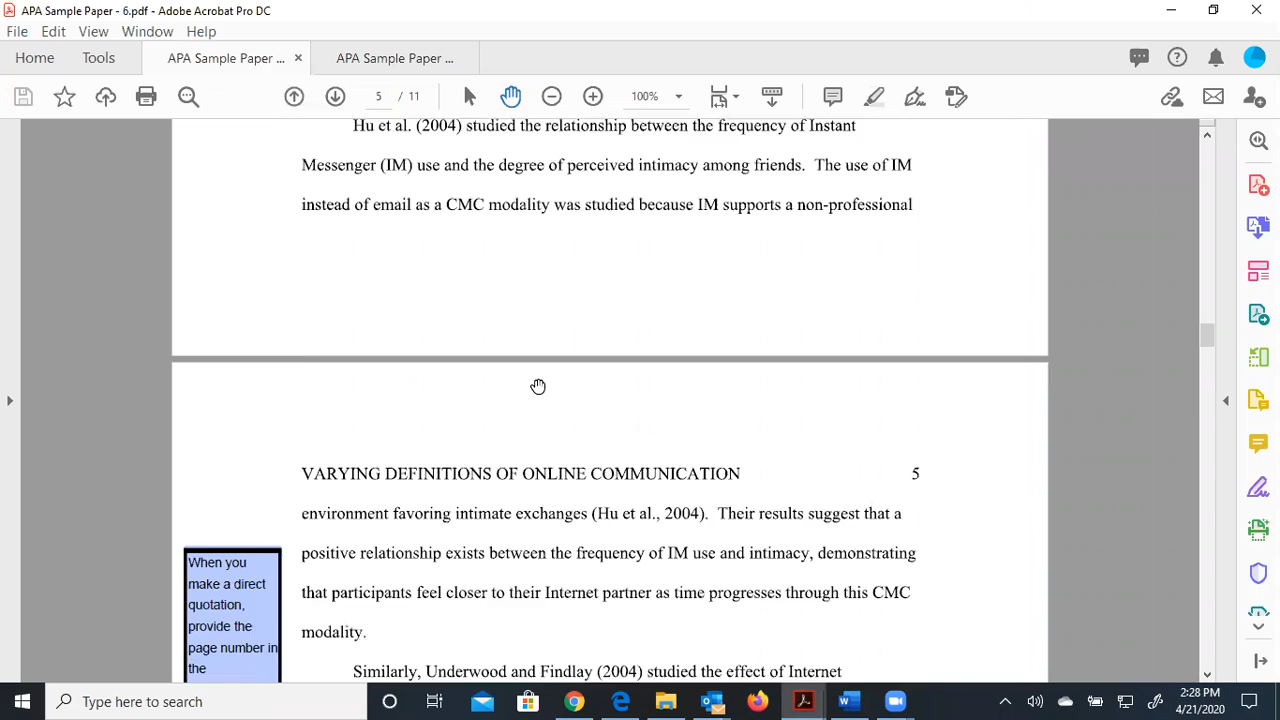 APA Sample Paper - 6.pdf - Adobe Acrobat Pro DC
File Edit View Window Help
Home Tools APA Sample Paper ... × APA Sample Paper ...
5 / 11 100%
Hu et al. (2004) studied the relationship between the frequency of Instant
Messenger (IM) use and the degree of perceived intimacy among friends. The use of IM
instead of email as a CMC modality was studied because IM supports a non-professional
VARYING DEFINITIONS OF ONLINE COMMUNICATION 5
environment favoring intimate exchanges (Hu et al., 2004). Their results suggest that a
positive relationship exists between the frequency of IM use and intimacy, demonstrating
that participants feel closer to their Internet partner as time progresses through this CMC
modality.
Similarly, Underwood and Findlay (2004) studied the effect of Internet
When you
make a direct
quotation,
provide the
page number in
the
Type here to search
2:28 PM
4/21/2020